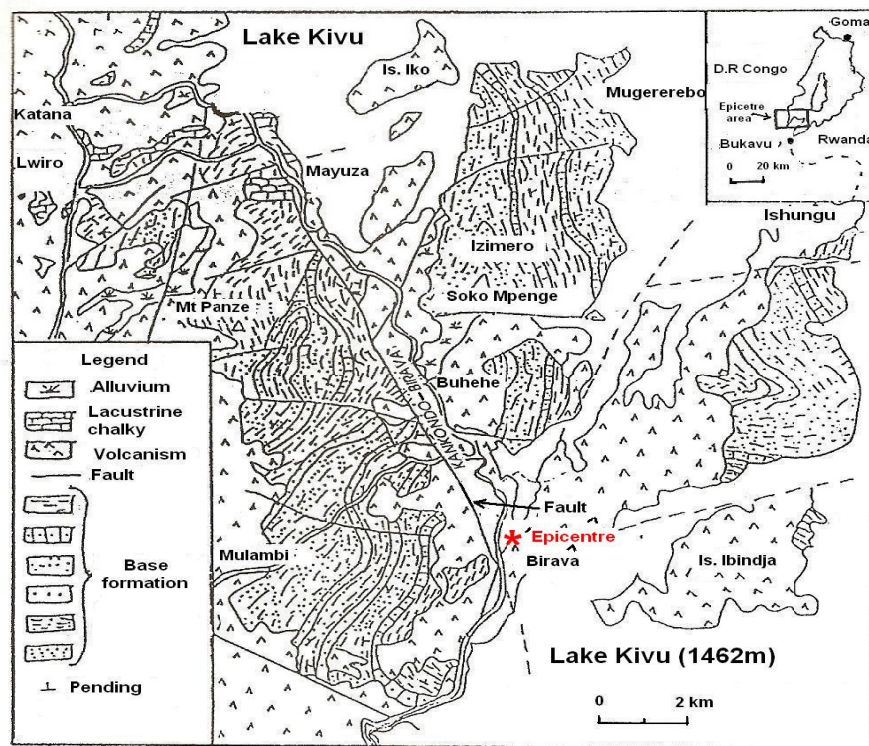 Lake Kivu
Is. Iko
Mugererebo
Goma
D.R Congo
Epicetre
area
Bukavu
Rwanda
0 20 km
Katana
Lwiro
Mayuza
Ishungu
Izimero
Soko Mpenge
Mt Panze
Buhehe
KAKONDO-BIRAVA
Fault
Epicentre
Birava
Mulambi
Is. Ibindja
Lake Kivu (1462m)
0 2 km
Legend
Alluvium
Lacustrine
chalky
Volcanism
Fault
Base
formation
Pending